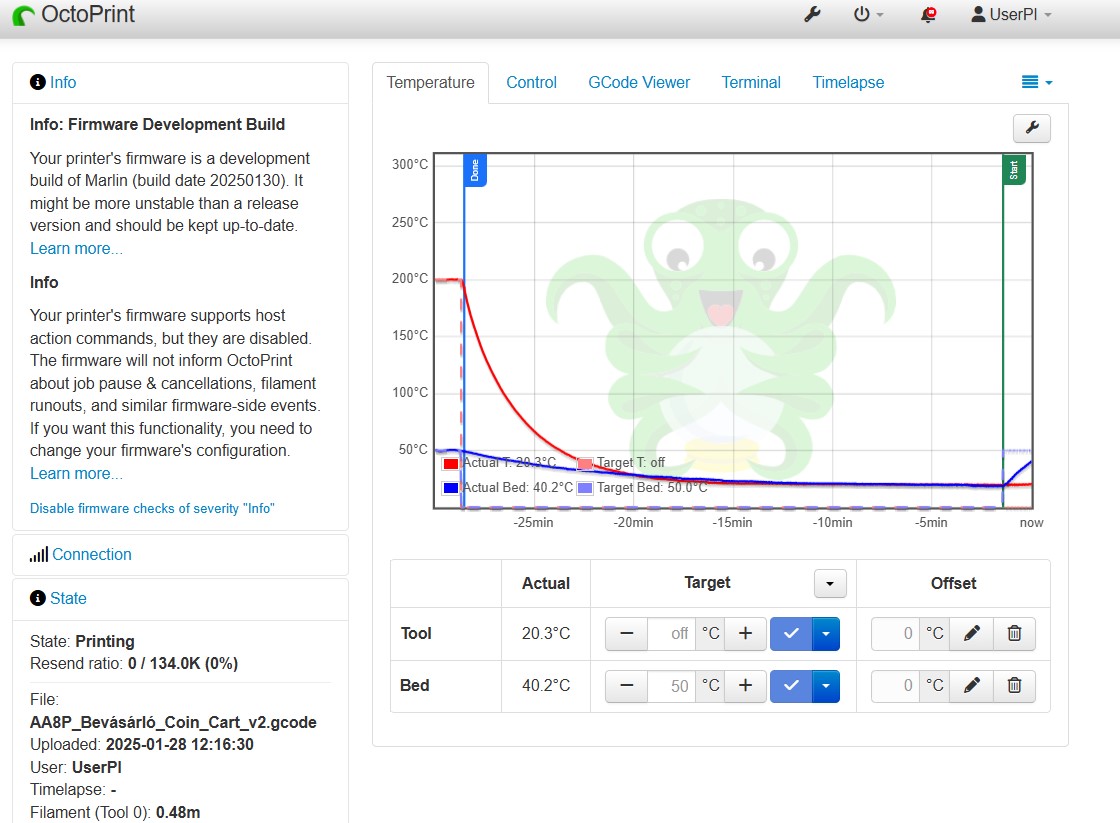 OctoPrint
UserPI
Info
Info: Firmware Development Build
Your printer's firmware is a development
build of Marlin (build date 20250130). It
might be more unstable than a release
version and should be kept up-to-date.
Learn more...
Info
Your printer's firmware supports host
action commands, but they are disabled.
The firmware will not inform OctoPrint
about job pause & cancellations, filament
runouts, and similar firmware-side events.
If you want this functionality, you need to
change your firmware's configuration.
Learn more...
Disable firmware checks of severity "Info"
Connection
State
State: Printing
Resend ratio: 0 / 134.0K (0%)
File:
AA8P_Bevásárló_Coin_Cart_v2.gcode
Uploaded: 2025-01-28 12:16:30
User: UserPI
Timelapse: -
Filament (Tool 0): 0.48m
Temperature Control GCode Viewer Terminal Timelapse
300°C
250°C
200°C
150°C
100°C
50°C
Done
Start
Actual T: 20.3°C Target T: off
Actual Bed: 40.2°C Target Bed: 50.0°C
-25min -20min -15min -10min -5min now
Actual Target Offset
Tool 20.3°C off °C 0 °C
Bed 40.2°C 50 °C 0 °C